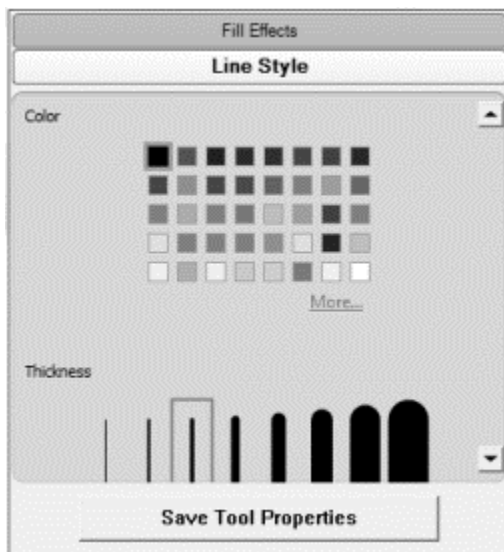 Fill Effects
Line Style
Color
More...
Thickness
Save Tool Properties